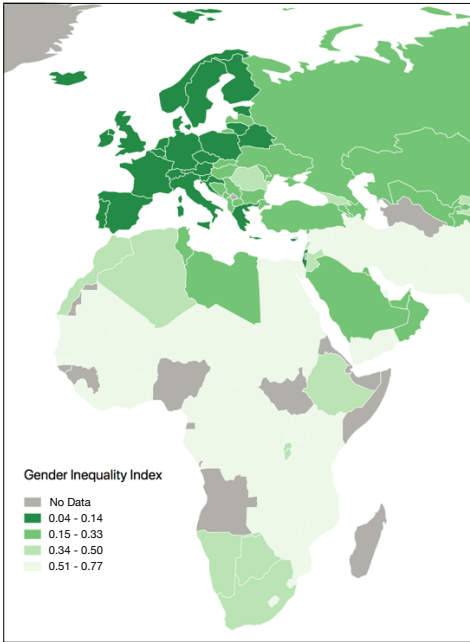 Gender Inequality Index
No Data
0.04 - 0.14
0.15 - 0.33
0.34 - 0.50
0.51 - 0.77